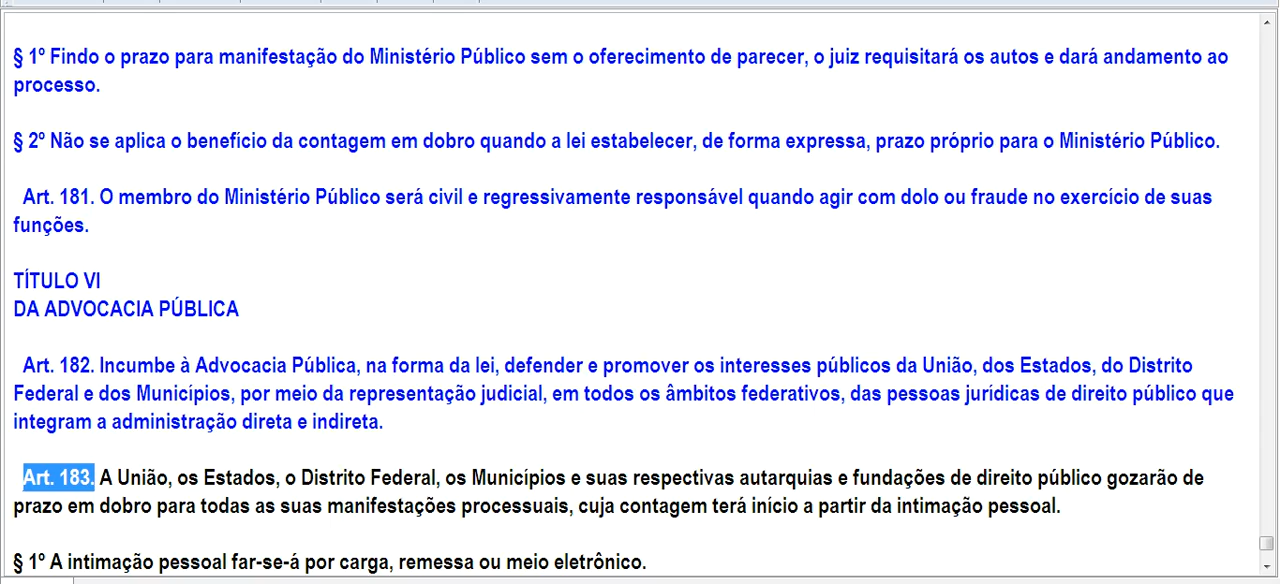 § 1º Findo o prazo para manifestação do Ministério Público sem o oferecimento de parecer, o juiz requisitará os autos e dará andamento ao
processo.
§ 2º Não se aplica o benefício da contagem em dobro quando a lei estabelecer, de forma expressa, prazo próprio para o Ministério Público.
Art. 181. O membro do Ministério Público será civil e regressivamente responsável quando agir com dolo ou fraude no exercício de suas
funções.
TÍTULO VI
DA ADVOCACIA PÚBLICA
Art. 182. Incumbe à Advocacia Pública, na forma da lei, defender e promover os interesses públicos da União, dos Estados, do Distrito
Federal e dos Municípios, por meio da representação judicial, em todos os âmbitos federativos, das pessoas jurídicas de direito público que
integram a administração direta e indireta.
Art. 183. A União, os Estados, o Distrito Federal, os Municípios e suas respectivas autarquias e fundações de direito público gozarão de
prazo em dobro para todas as suas manifestações processuais, cuja contagem terá início a partir da intimação pessoal.
§ 1º A intimação pessoal far-se-á por carga, remessa ou meio eletrônico.